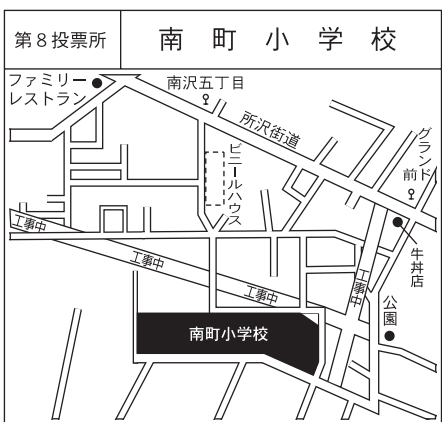 第8投票所
南町小学校
ファミリー
レストラン
南沢五丁目
所沢街道
ビニールハウス
グランド
前
工事中
工事中
工事中
工事中
牛丼店
公園
南町小学校